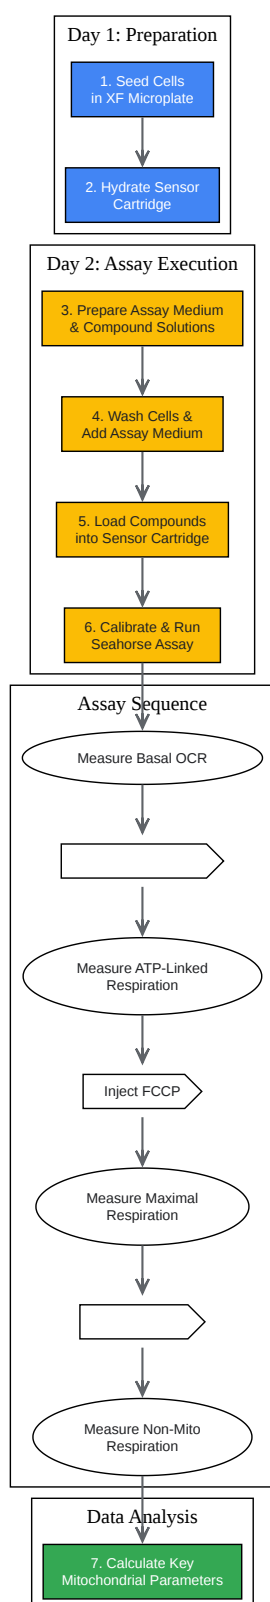 Day 1: Preparation
1. Seed Cells
in XF Microplate
2. Hydrate Sensor
Cartridge
Day 2: Assay Execution
3. Prepare Assay Medium
& Compound Solutions
4. Wash Cells &
Add Assay Medium
5. Load Compounds
into Sensor Cartridge
6. Calibrate & Run
Seahorse Assay
Assay Sequence
Measure Basal OCR
Measure ATP-Linked
Respiration
Inject FCCP
Measure Maximal
Respiration
Measure Non-Mito
Respiration
Data Analysis
7. Calculate Key
Mitochondrial Parameters